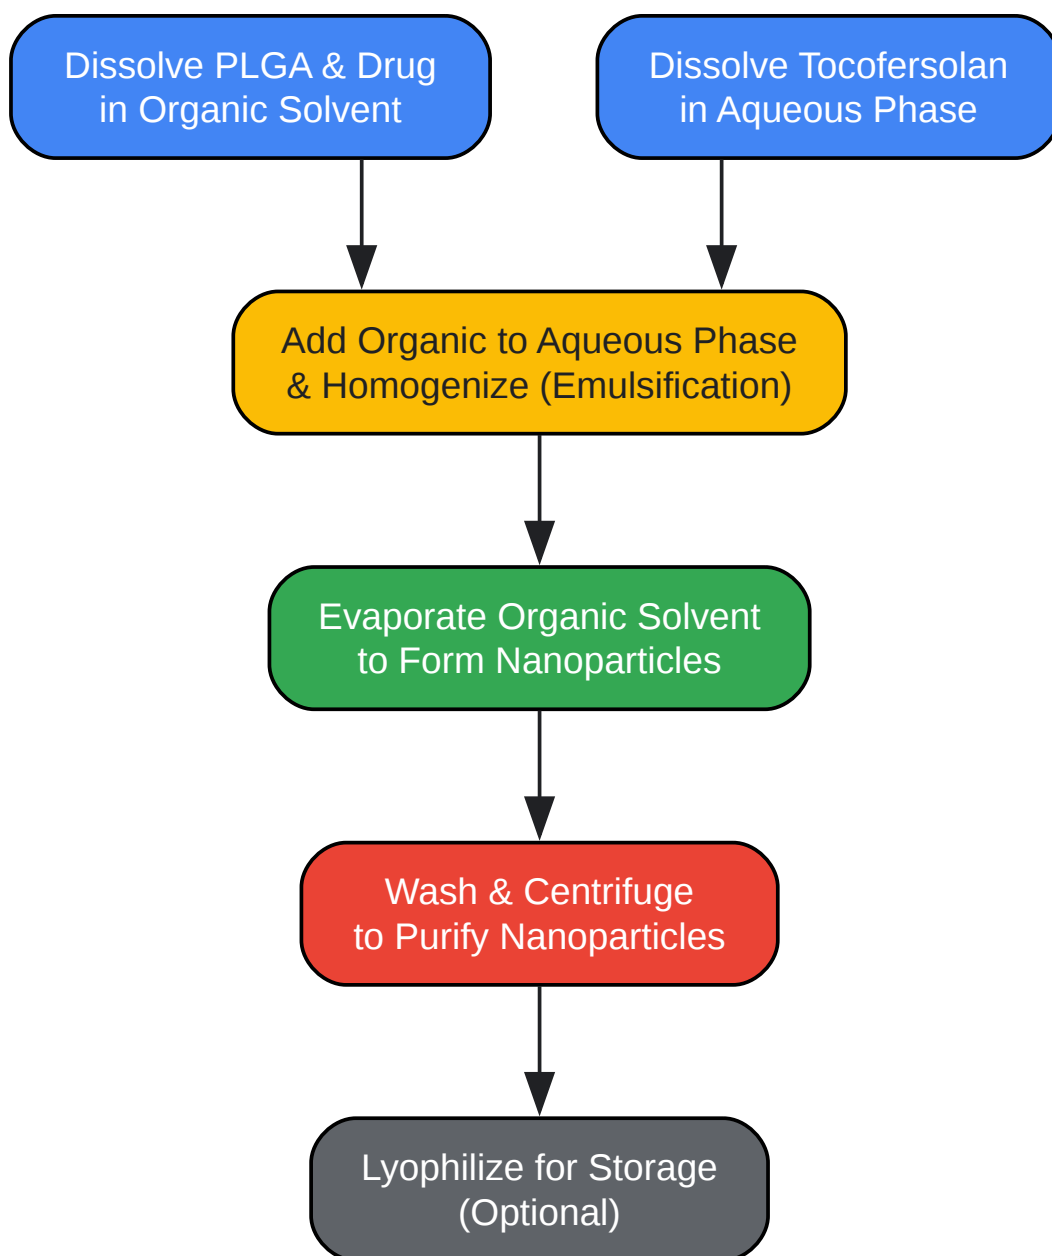 Dissolve PLGA & Drug
in Organic Solvent
Dissolve Tocofersolan
in Aqueous Phase
Add Organic to Aqueous Phase
& Homogenize (Emulsification)
Evaporate Organic Solvent
to Form Nanoparticles
Wash & Centrifuge
to Purify Nanoparticles
Lyophilize for Storage
(Optional)